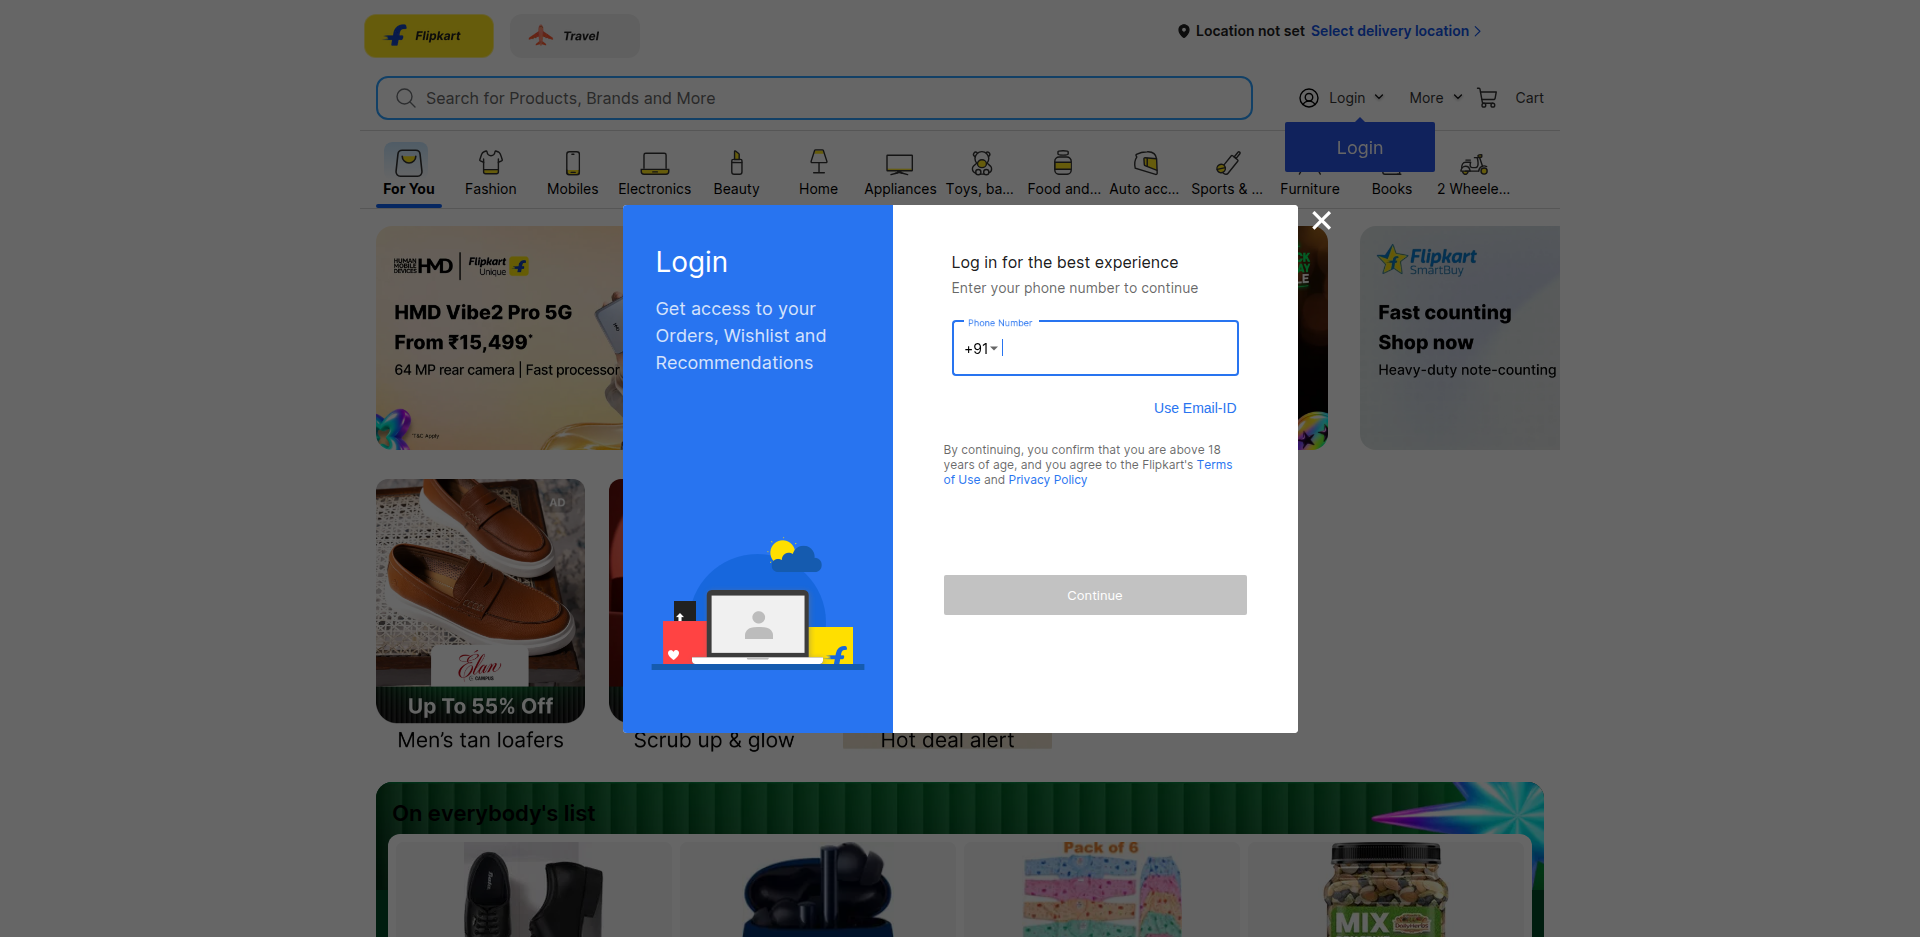 Flipkart
Travel
Location not set Select delivery location
Search for Products, Brands and More
Login
More
Cart
Login
For You
Fashion
Mobiles
Electronics
Beauty
Home
Appliances
Toys, ba...
Food and...
Auto acc...
Sports & ...
Furniture
Books
2 Wheele...
HUMAN MOBILE DEVICES HMD
Flipkart Unique
HMD Vibe2 Pro 5G
From ₹15,499*
64 MP rear camera | Fast processor
*T&C Apply
Login
Get access to your
Orders, Wishlist and
Recommendations
Log in for the best experience
Enter your phone number to continue
Phone Number
+91
Use Email-ID
By continuing, you confirm that you are above 18
years of age, and you agree to the Flipkart's Terms
of Use and Privacy Policy
Continue
Flipkart
SmartBuy
Fast counting
Shop now
Heavy-duty note-counting
AD
Élan
CAMPUS
Up To 55% Off
Men's tan loafers
Scrub up & glow
Hot deal alert
On everybody's list
Pack of 6
MIX